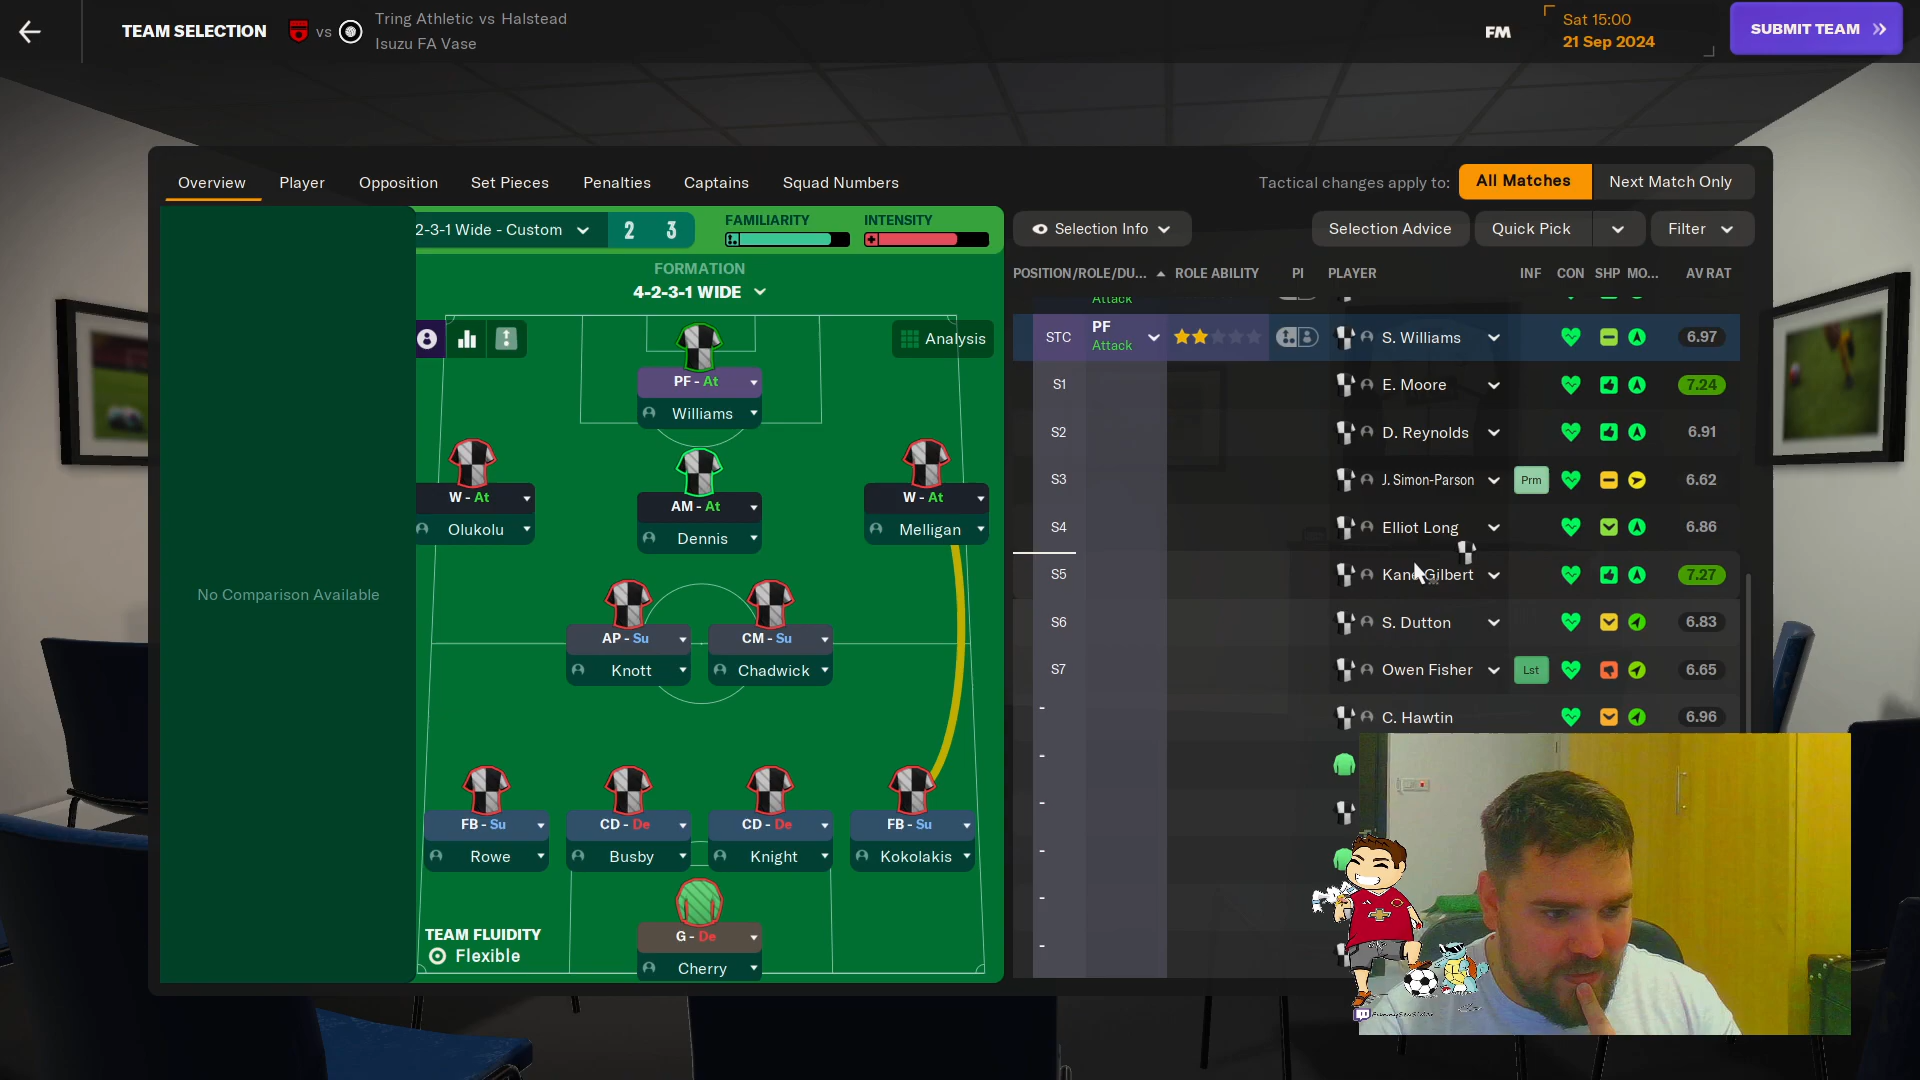 TEAM SELECTION
vs
Tring Athletic vs Halstead
Isuzu FA Vase
FM
Sat 15:00
21 Sep 2024
SUBMIT TEAM
Overview
Player
Opposition
Set Pieces
Penalties
Captains
Squad Numbers
Tactical changes apply to:
All Matches
Next Match Only
2-3-1 Wide - Custom
2
3
FAMILIARITY
INTENSITY
Selection Info
Selection Advice
Quick Pick
Filter
FORMATION
4-2-3-1 WIDE
Analysis
No Comparison Available
PF - At
Williams
W - At
Olukolu
AM - At
Dennis
W - At
Melligan
AP - Su
Knott
CM - Su
Chadwick
FB - Su
Rowe
CD - De
Busby
CD - De
Knight
FB - Su
Kokolakis
G - De
Cherry
TEAM FLUIDITY
Flexible
POSITION/ROLE/DU... ROLE ABILITY PI PLAYER INF CON SHP MO... AV RAT
Attack
STC PF Attack S. Williams 6.97
S1 E. Moore 7.24
S2 D. Reynolds 6.91
S3 J. Simon-Parson Prm 6.62
S4 Elliot Long 6.86
S5 Kane Gilbert 7.27
S6 S. Dutton 6.83
S7 Owen Fisher Lst 6.65
- C. Hawtin 6.96
-
-
-
-
-